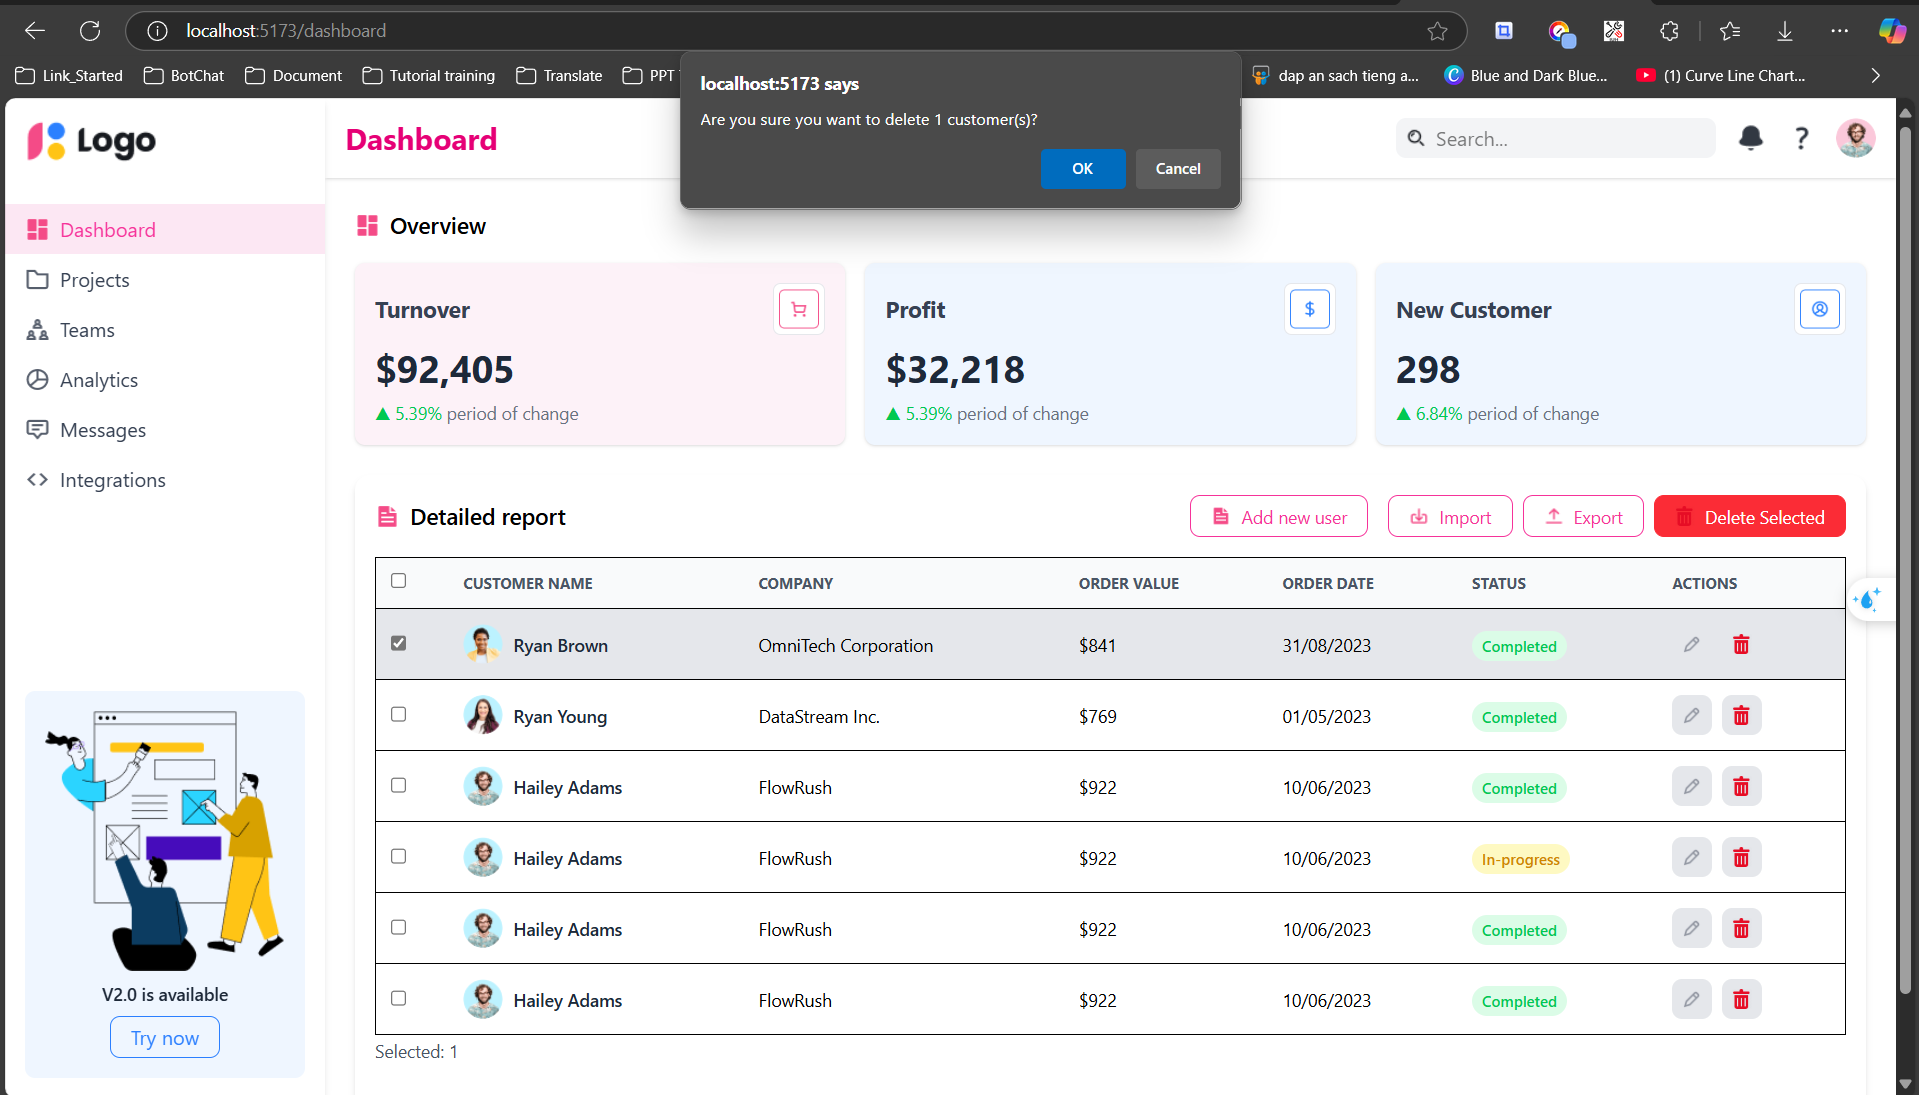 localhost:5173/dashboard
Link_Started
BotChat
Document
Tutorial training
Translate
PPT
dap an sach tieng a...
Blue and Dark Blue...
(1) Curve Line Chart...
localhost:5173 says
Are you sure you want to delete 1 customer(s)?
OK
Cancel
Logo
Dashboard
Search...
?
Dashboard
Projects
Teams
Analytics
Messages
Integrations
V2.0 is available
Try now
Overview
Turnover
$92,405
5.39% period of change
Profit
$
$32,218
5.39% period of change
New Customer
298
6.84% period of change
Detailed report
Add new user
Import
Export
Delete Selected
CUSTOMER NAME COMPANY ORDER VALUE ORDER DATE STATUS ACTIONS
Ryan Brown OmniTech Corporation $841 31/08/2023 Completed
Ryan Young DataStream Inc. $769 01/05/2023 Completed
Hailey Adams FlowRush $922 10/06/2023 Completed
Hailey Adams FlowRush $922 10/06/2023 In-progress
Hailey Adams FlowRush $922 10/06/2023 Completed
Hailey Adams FlowRush $922 10/06/2023 Completed
Selected: 1